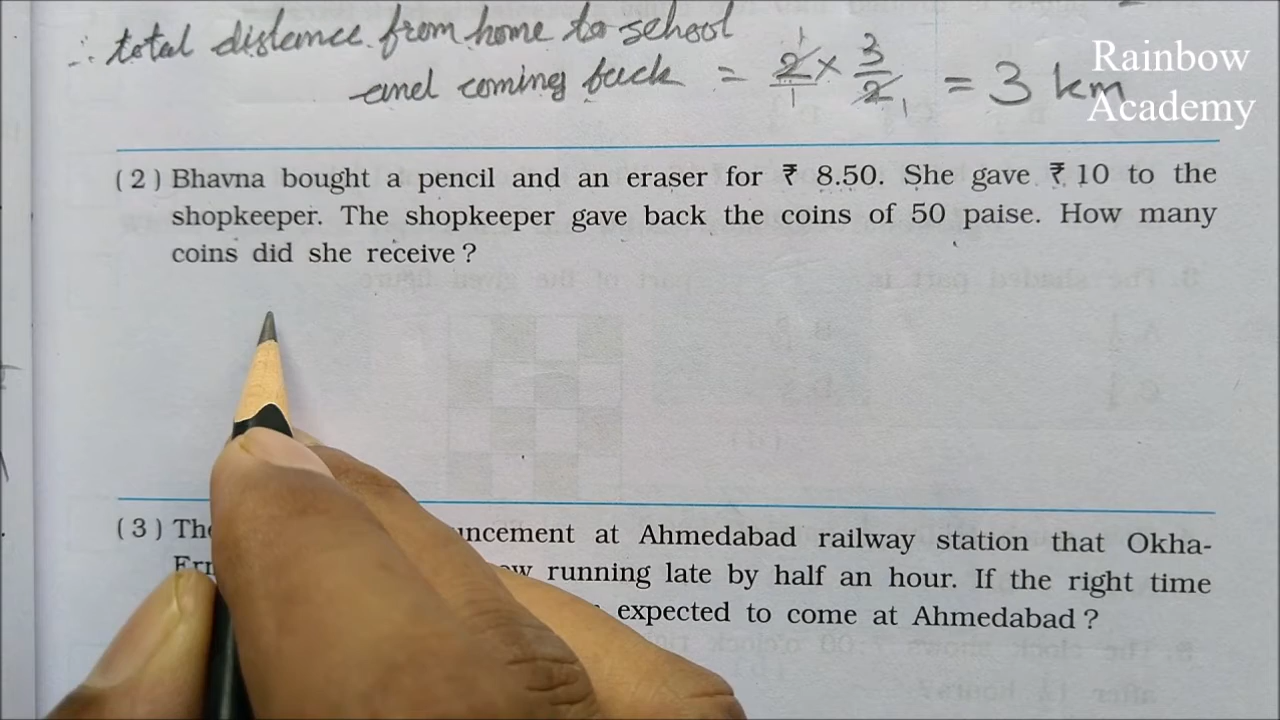 ∴ total distance from home to school
and coming back = 2/1 × 3/2 = 3 km
Rainbow
Academy
( 2 ) Bhavna bought a pencil and an eraser for ₹ 8.50. She gave ₹ 10 to the
shopkeeper. The shopkeeper gave back the coins of 50 paise. How many
coins did she receive ?
( 3 ) The at Ahmedabad railway station that Okha-
running late by half an hour. If the right time
expected to come at Ahmedabad ?